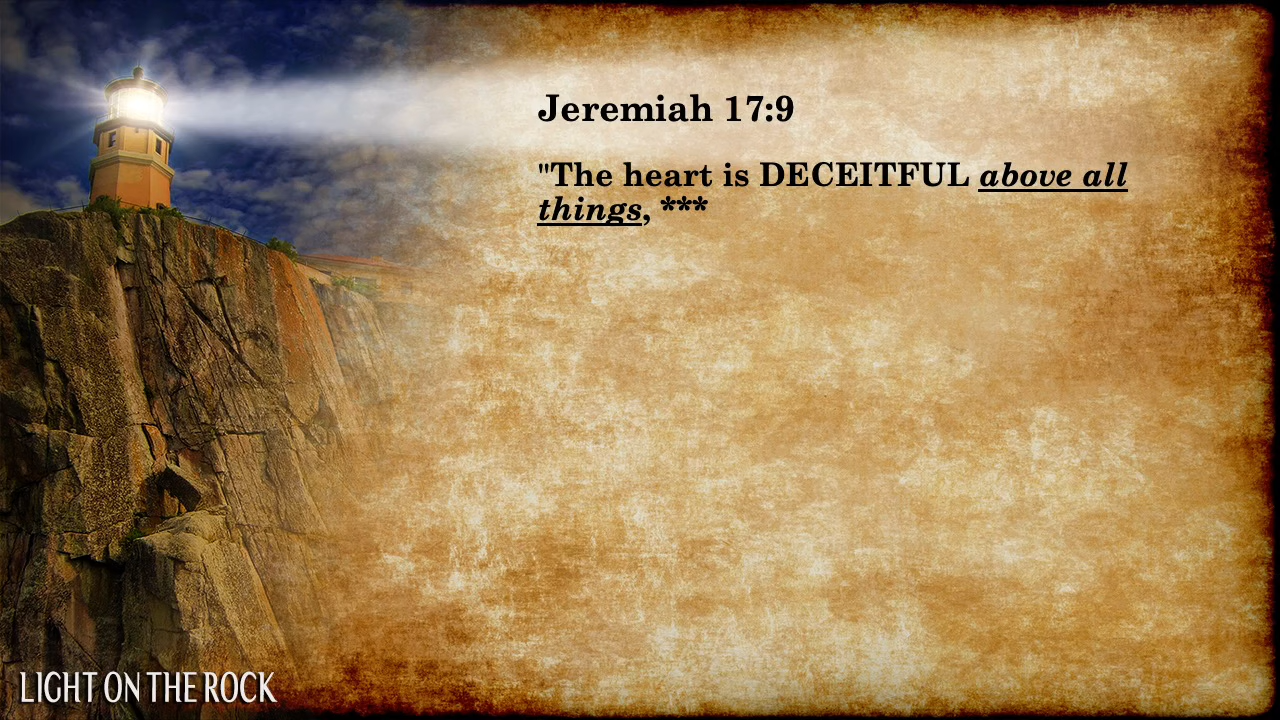 Jeremiah 17:9
"The heart is DECEITFUL above all
things, ***
LIGHT ON THE ROCK